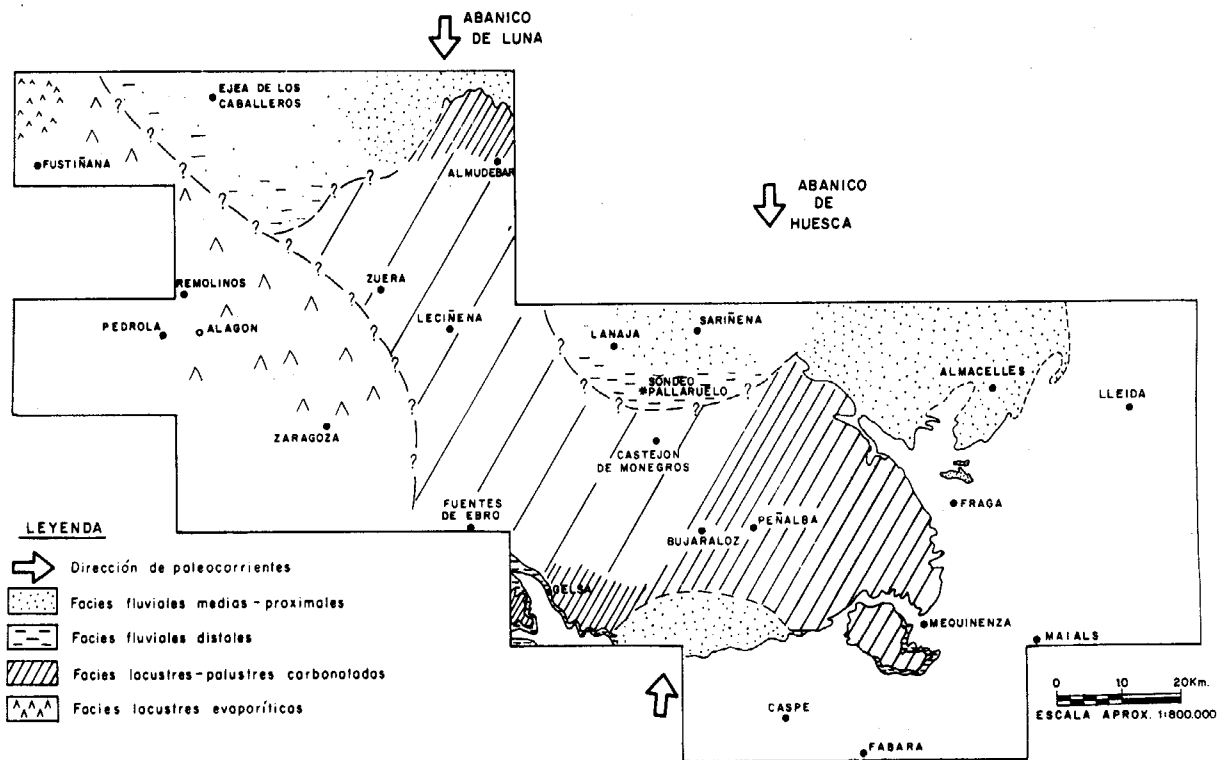 ABANICO
DE LUNA
EJEA DE LOS
CABALLEROS
FUSTIÑANA
ALMUDEBAR
ABANICO
DE
HUESCA
REMOLINOS
ZUERA
PEDROLA
ALAGON
LECIÑENA
LANAJA
SARIÑENA
SONDEO
PALLARUELO
ALMACELLES
LLEIDA
ZARAGOZA
CASTEJON
DE MONEGROS
FUENTES
DE EBRO
BUJARALOZ
PEÑALBA
FRAGA
GELSA
MEQUINENZA
MAIALS
CASPE
FABARA
LEYENDA
Dirección de paleocorrientes
Facies fluviales medias-proximales
Facies fluviales distales
Facies lacustres-palustres carbonatadas
Facies lacustres evaporíticas
0 10 20Km.
ESCALA APROX. 1:800.000